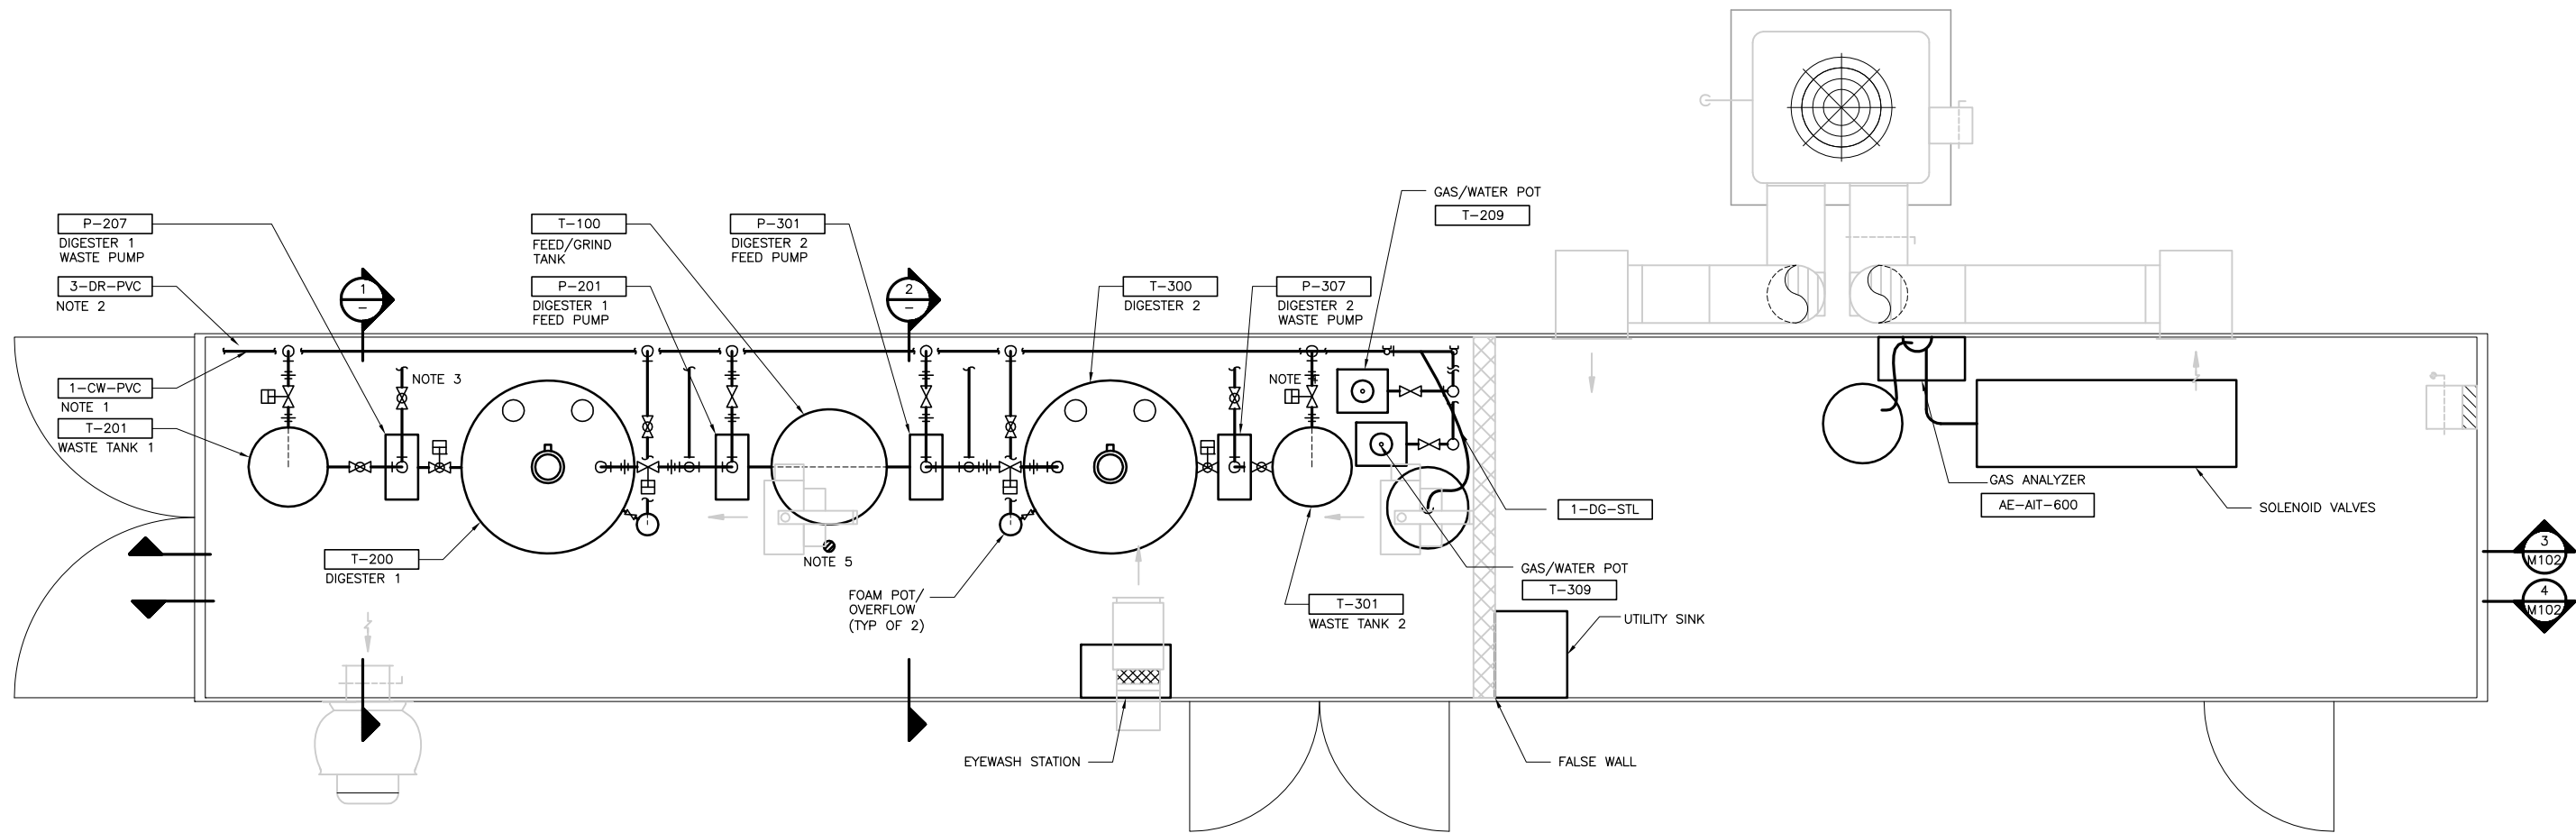 GAS/WATER POT
T-209
P-207
DIGESTER 1
WASTE PUMP
T-100
FEED/GRIND
TANK
P-301
DIGESTER 2
FEED PUMP
3-DR-PVC
NOTE 2
1
-
P-201
DIGESTER 1
FEED PUMP
2
-
T-300
DIGESTER 2
P-307
DIGESTER 2
WASTE PUMP
1-CW-PVC
NOTE 1
NOTE 3
NOTE
T-201
WASTE TANK 1
GAS ANALYZER
AE-AIT-600
1-DG-STL
SOLENOID VALVES
T-200
DIGESTER 1
NOTE 5
3
M102
GAS/WATER POT
T-309
FOAM POT/
OVERFLOW
(TYP OF 2)
T-301
WASTE TANK 2
4
M102
UTILITY SINK
EYEWASH STATION
FALSE WALL